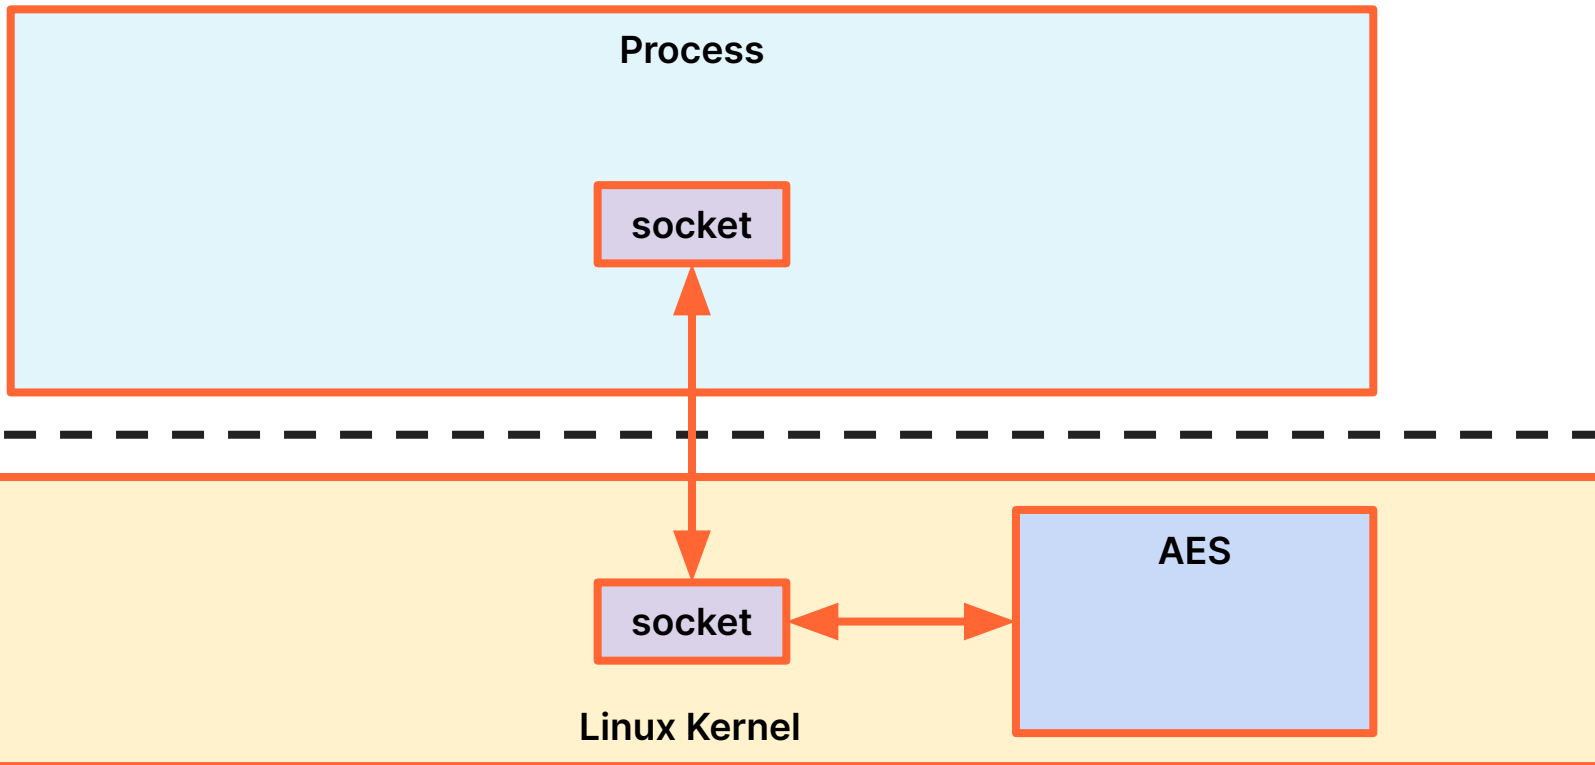 Process
socket
AES
socket
Linux Kernel